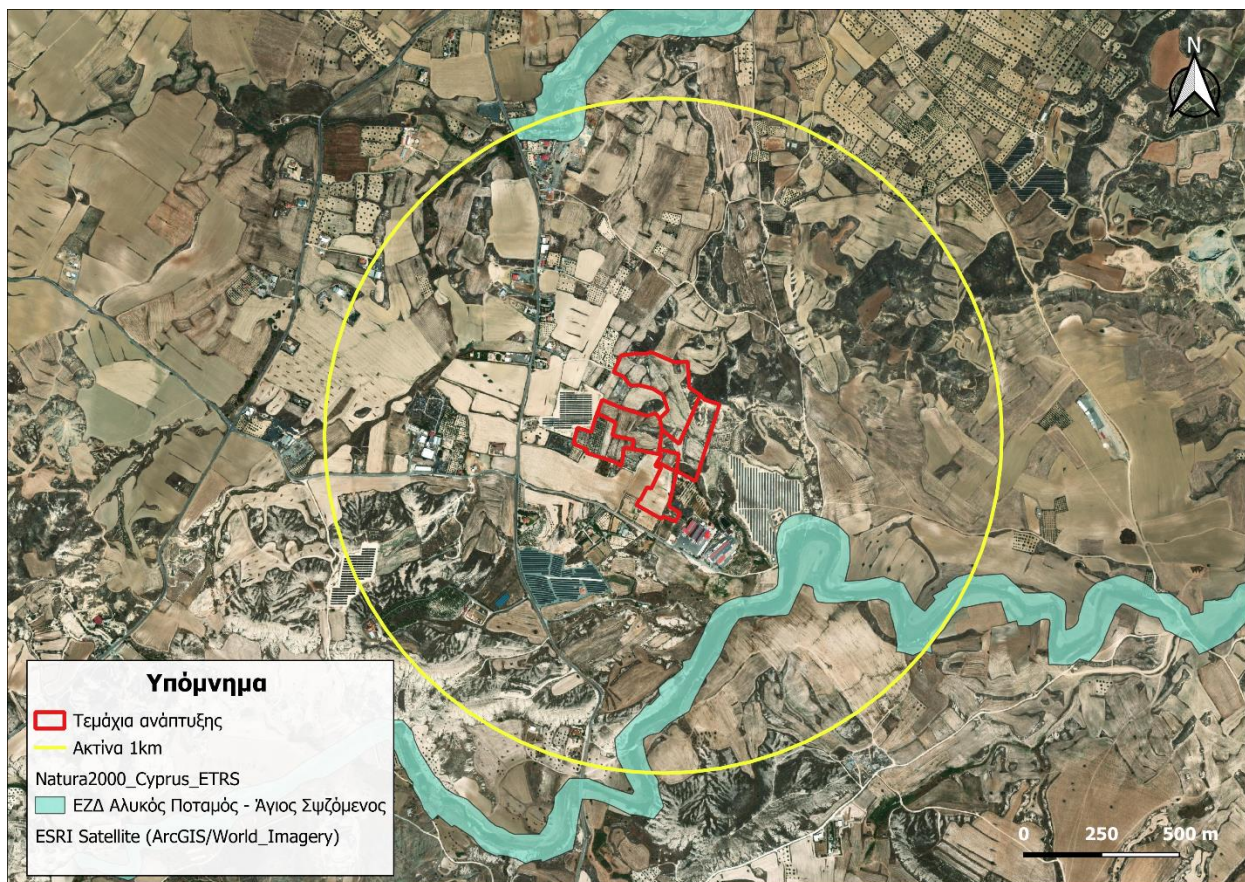 N
Υπόμνημα
Τεμάχια ανάπτυξης
Ακτίνα 1km
Natura2000_Cyprus_ETRS
ΕΖΔ Αλυκός Ποταμός - Άγιος Σωζόμενος
ESRI Satellite (ArcGIS/World_Imagery)
0 250 500 m